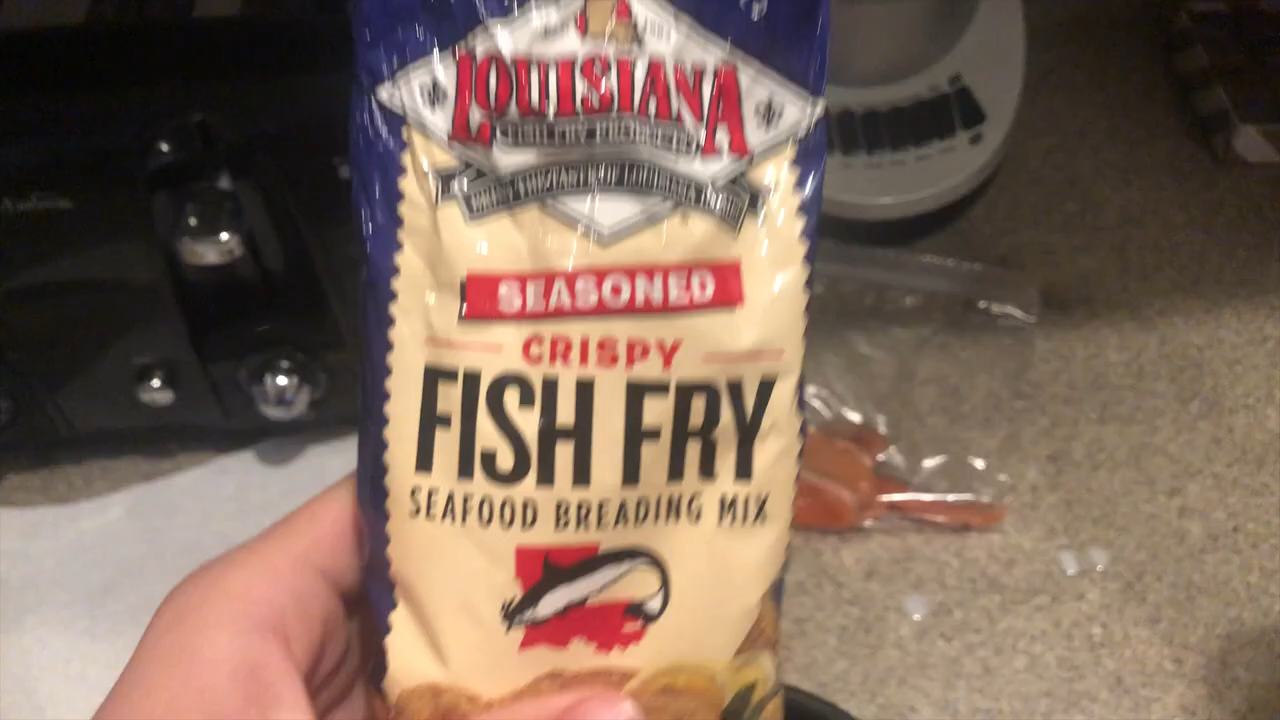 LOUISIANA
SEASONED
CRISPY
FISH FRY
SEAFOOD BREADING MIX